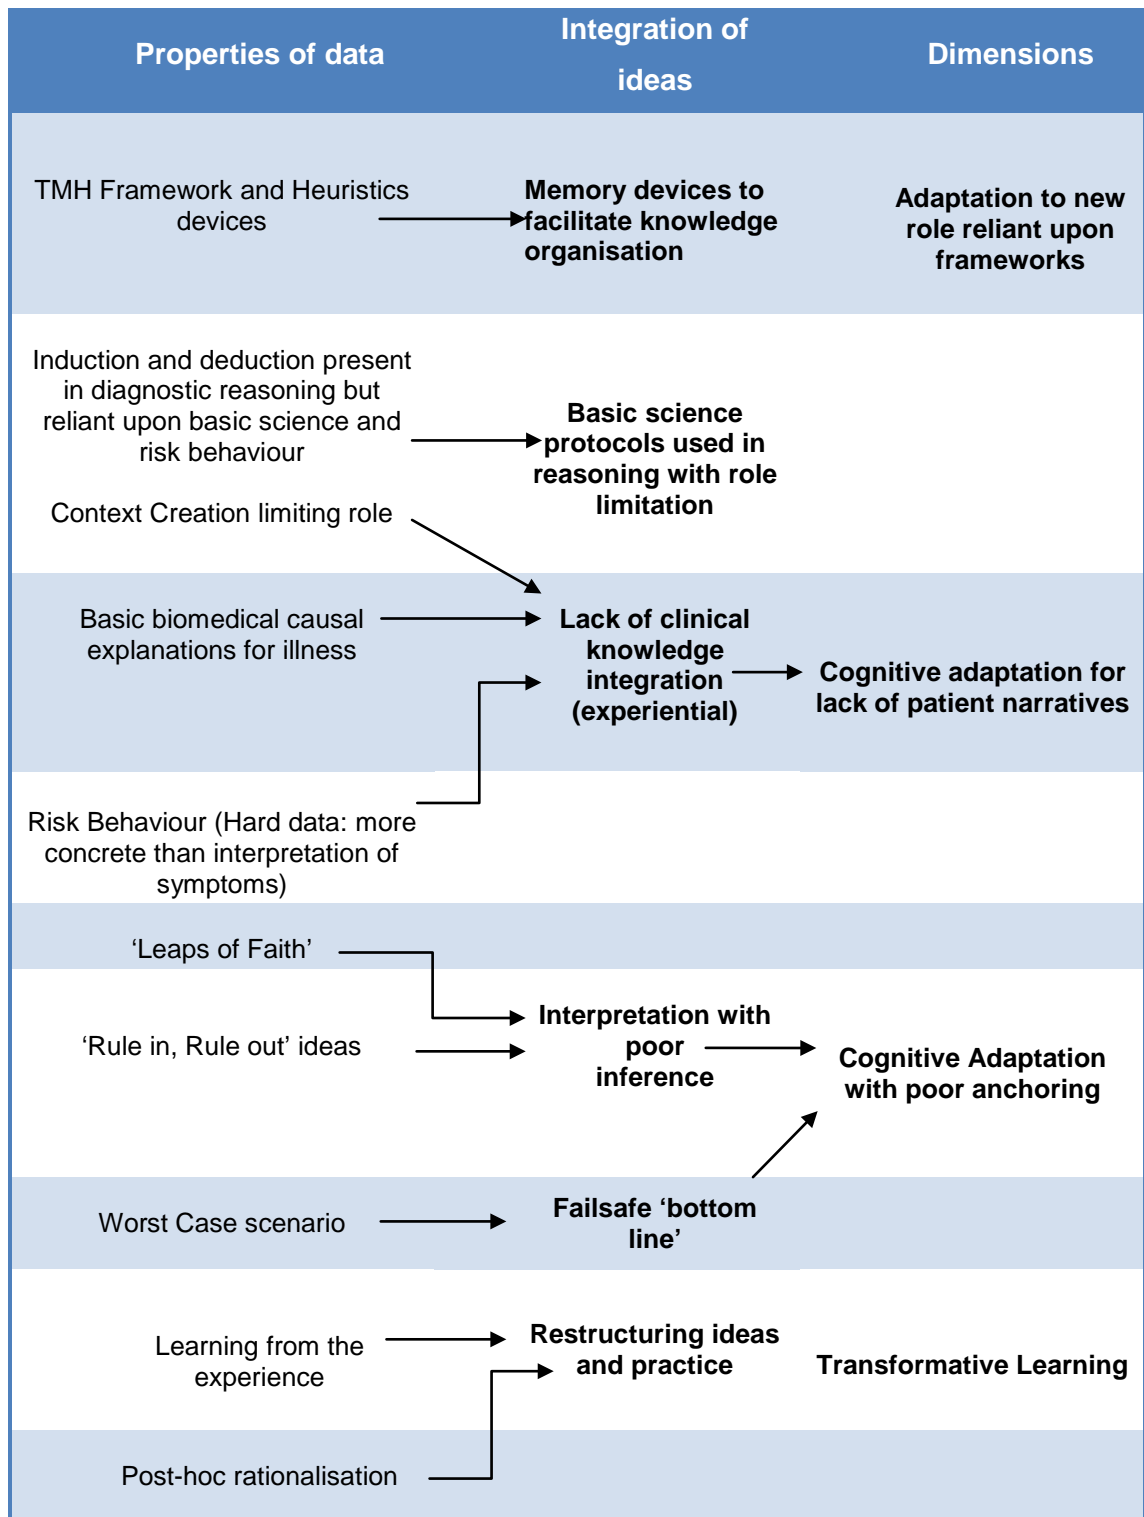 Properties of data
Integration of
ideas
Dimensions
TMH Framework and Heuristics
devices
Memory devices to
facilitate knowledge
organisation
Adaptation to new
role reliant upon
frameworks
Induction and deduction present
in diagnostic reasoning but
reliant upon basic science and
risk behaviour
Basic science
protocols used in
reasoning with role
limitation
Context Creation limiting role
Basic biomedical causal
explanations for illness
Lack of clinical
knowledge
integration
(experiential)
Cognitive adaptation for
lack of patient narratives
Risk Behaviour (Hard data: more
concrete than interpretation of
symptoms)
‘Leaps of Faith’
‘Rule in, Rule out’ ideas
Interpretation with
poor
inference
Cognitive Adaptation
with poor anchoring
Worst Case scenario
Failsafe ‘bottom
line’
Learning from the
experience
Restructuring ideas
and practice
Transformative Learning
Post-hoc rationalisation